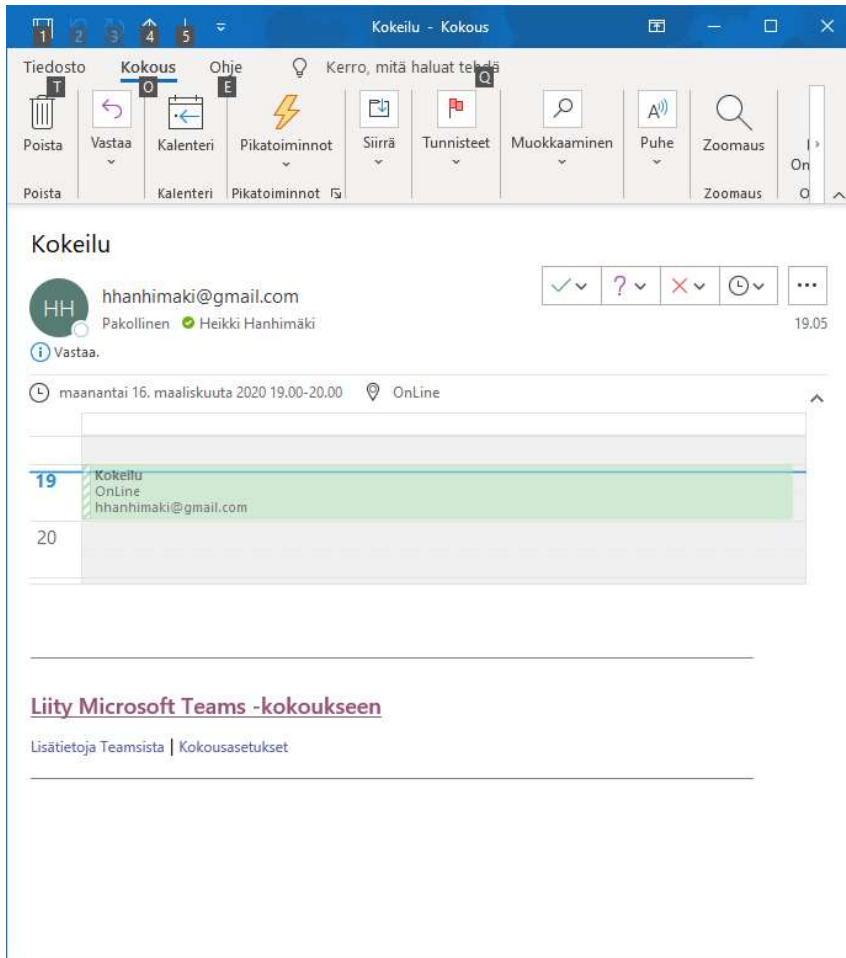 1 2 3 4 5
Kokeilu - Kokous
Tiedosto Kokous Ohje Kerro, mitä haluat tehdä
T O E Q
Poista Vastaa Kalenteri Pikatoiminnot Siirrä Tunnisteet Muokkaaminen Puhe Zoomaus
On
Poista Kalenteri Pikatoiminnot Zoomaus O
Kokeilu
HH
hhanhimaki@gmail.com
Pakollinen Heikki Hanhimäki
19.05
Vastaa.
maanantai 16. maaliskuuta 2020 19.00-20.00 OnLine
19
Kokeilu
OnLine
hhanhimaki@gmail.com
20
Liity Microsoft Teams -kokoukseen
Lisätietoja Teamsista | Kokousasetukset